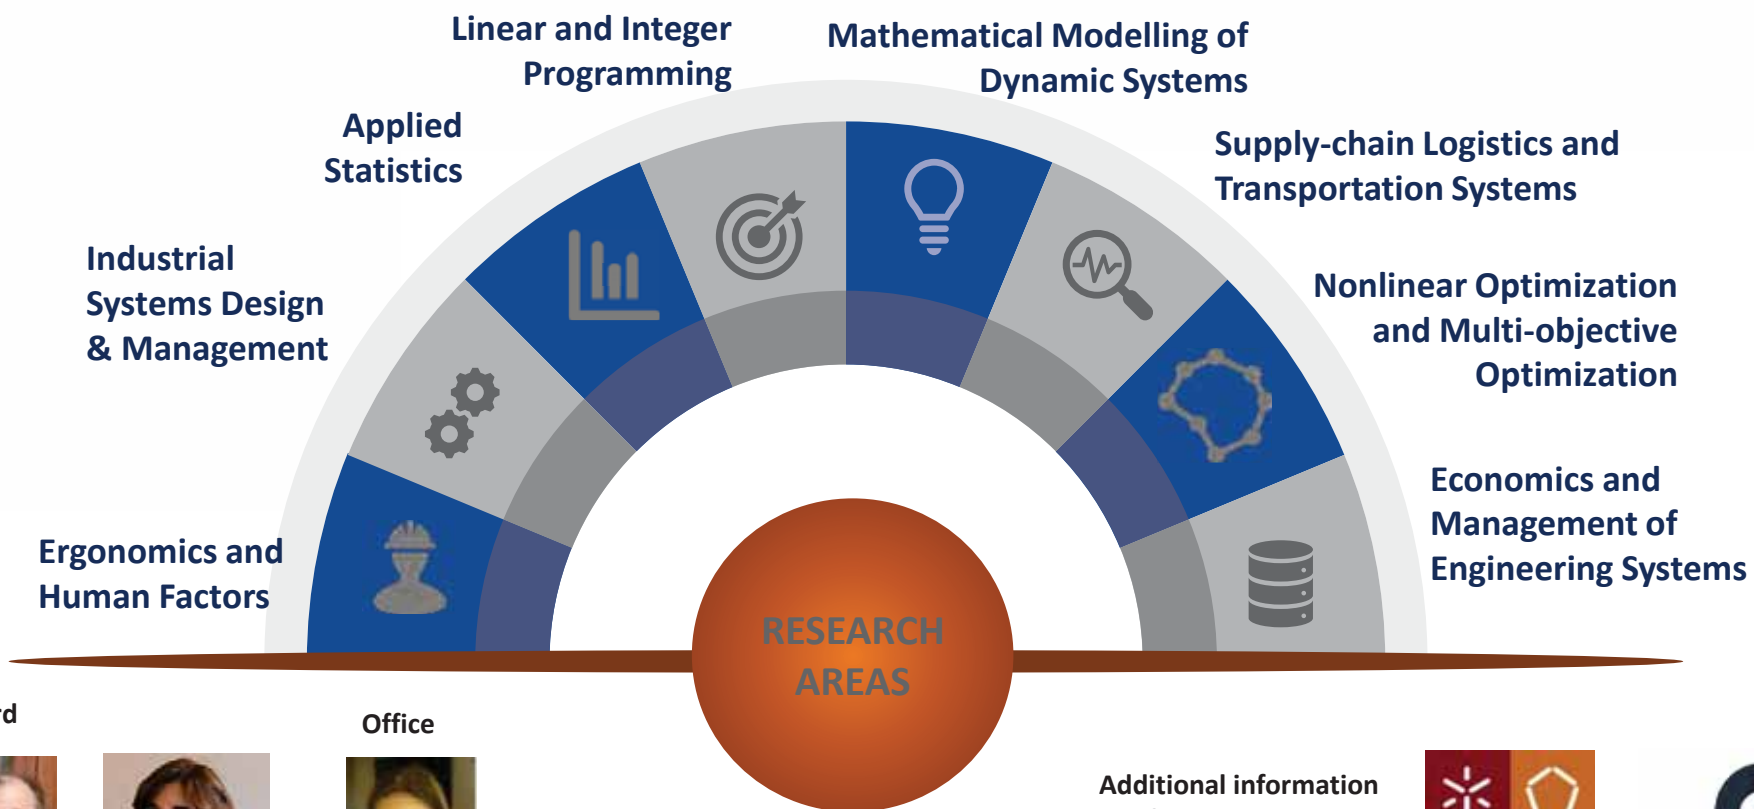 Linear and Integer
Programming
Mathematical Modelling of
Dynamic Systems
Applied
Statistics
Supply-chain Logistics and
Transportation Systems
Industrial
Systems Design
& Management
Nonlinear Optimization
and Multi-objective
Optimization
Ergonomics and
Human Factors
Economics and
Management of
Engineering Systems
RESEARCH
AREAS
Office
Additional information